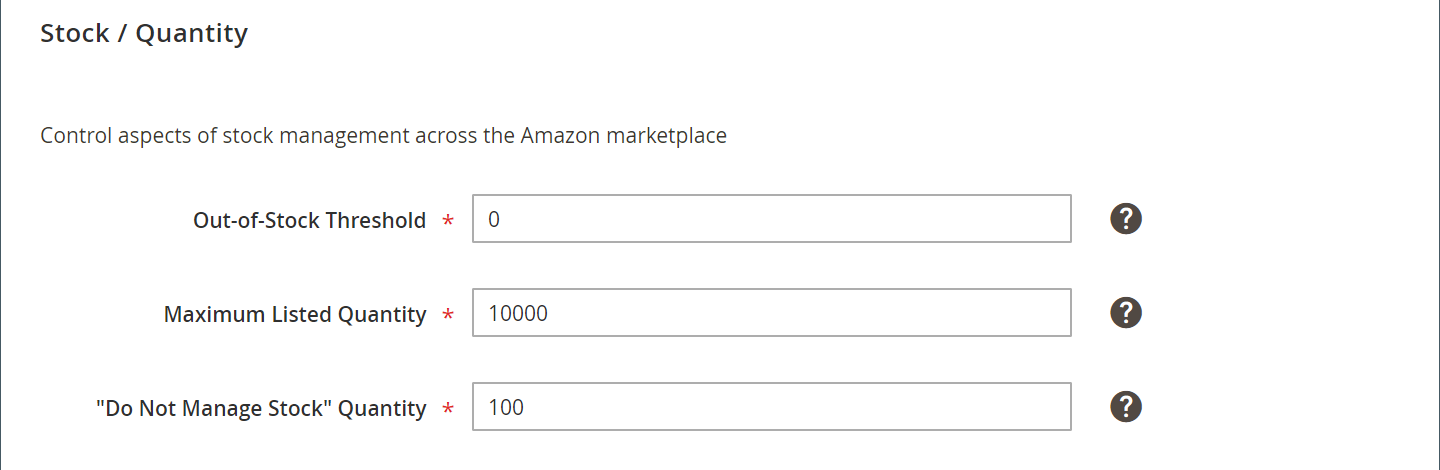 Stock / Quantity
Control aspects of stock management across the Amazon marketplace
Out-of-Stock Threshold * 0 ?
Maximum Listed Quantity * 10000 ?
"Do Not Manage Stock" Quantity * 100 ?